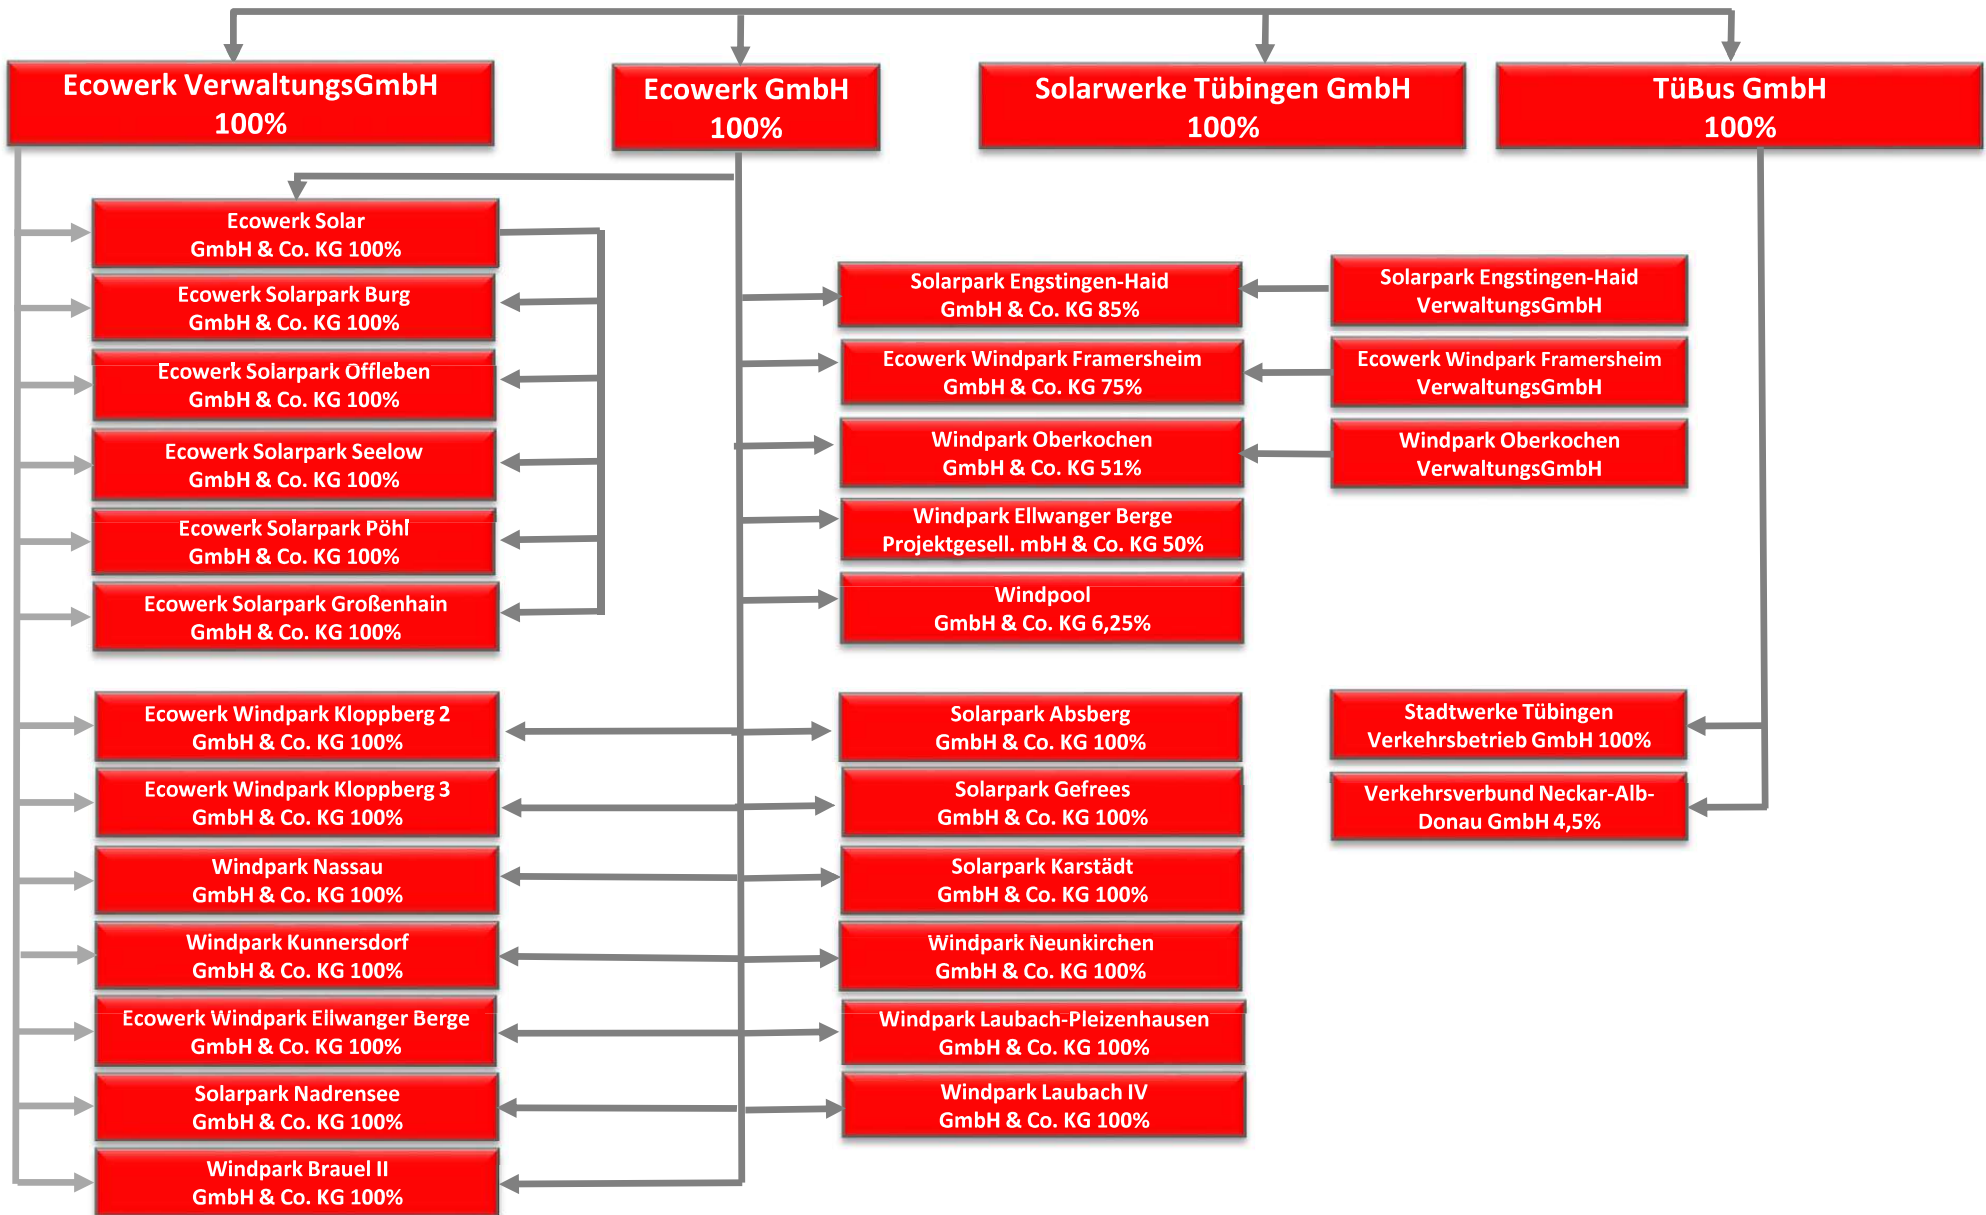 Ecowerk VerwaltungsGmbH
100%
Ecowerk GmbH
100%
Solarwerke Tübingen GmbH
100%
TüBus GmbH
100%
Ecowerk Solar
GmbH & Co. KG 100%
Ecowerk Solarpark Burg
GmbH & Co. KG 100%
Ecowerk Solarpark Offleben
GmbH & Co. KG 100%
Ecowerk Solarpark Seelow
GmbH & Co. KG 100%
Ecowerk Solarpark Pöhl
GmbH & Co. KG 100%
Ecowerk Solarpark Großenhain
GmbH & Co. KG 100%
Ecowerk Windpark Kloppberg 2
GmbH & Co. KG 100%
Ecowerk Windpark Kloppberg 3
GmbH & Co. KG 100%
Windpark Nassau
GmbH & Co. KG 100%
Windpark Kunnersdorf
GmbH & Co. KG 100%
Ecowerk Windpark Ellwanger Berge
GmbH & Co. KG 100%
Solarpark Nadrensee
GmbH & Co. KG 100%
Windpark Brauel II
GmbH & Co. KG 100%
Solarpark Engstingen-Haid
GmbH & Co. KG 85%
Ecowerk Windpark Framersheim
GmbH & Co. KG 75%
Windpark Oberkochen
GmbH & Co. KG 51%
Windpark Ellwanger Berge
Projektgesell. mbH & Co. KG 50%
Windpool
GmbH & Co. KG 6,25%
Solarpark Absberg
GmbH & Co. KG 100%
Solarpark Gefrees
GmbH & Co. KG 100%
Solarpark Karstädt
GmbH & Co. KG 100%
Windpark Neunkirchen
GmbH & Co. KG 100%
Windpark Laubach-Pleizenhausen
GmbH & Co. KG 100%
Windpark Laubach IV
GmbH & Co. KG 100%
Solarpark Engstingen-Haid
VerwaltungsGmbH
Ecowerk Windpark Framersheim
VerwaltungsGmbH
Windpark Oberkochen
VerwaltungsGmbH
Stadtwerke Tübingen
Verkehrsbetrieb GmbH 100%
Verkehrsverbund Neckar-Alb-
Donau GmbH 4,5%